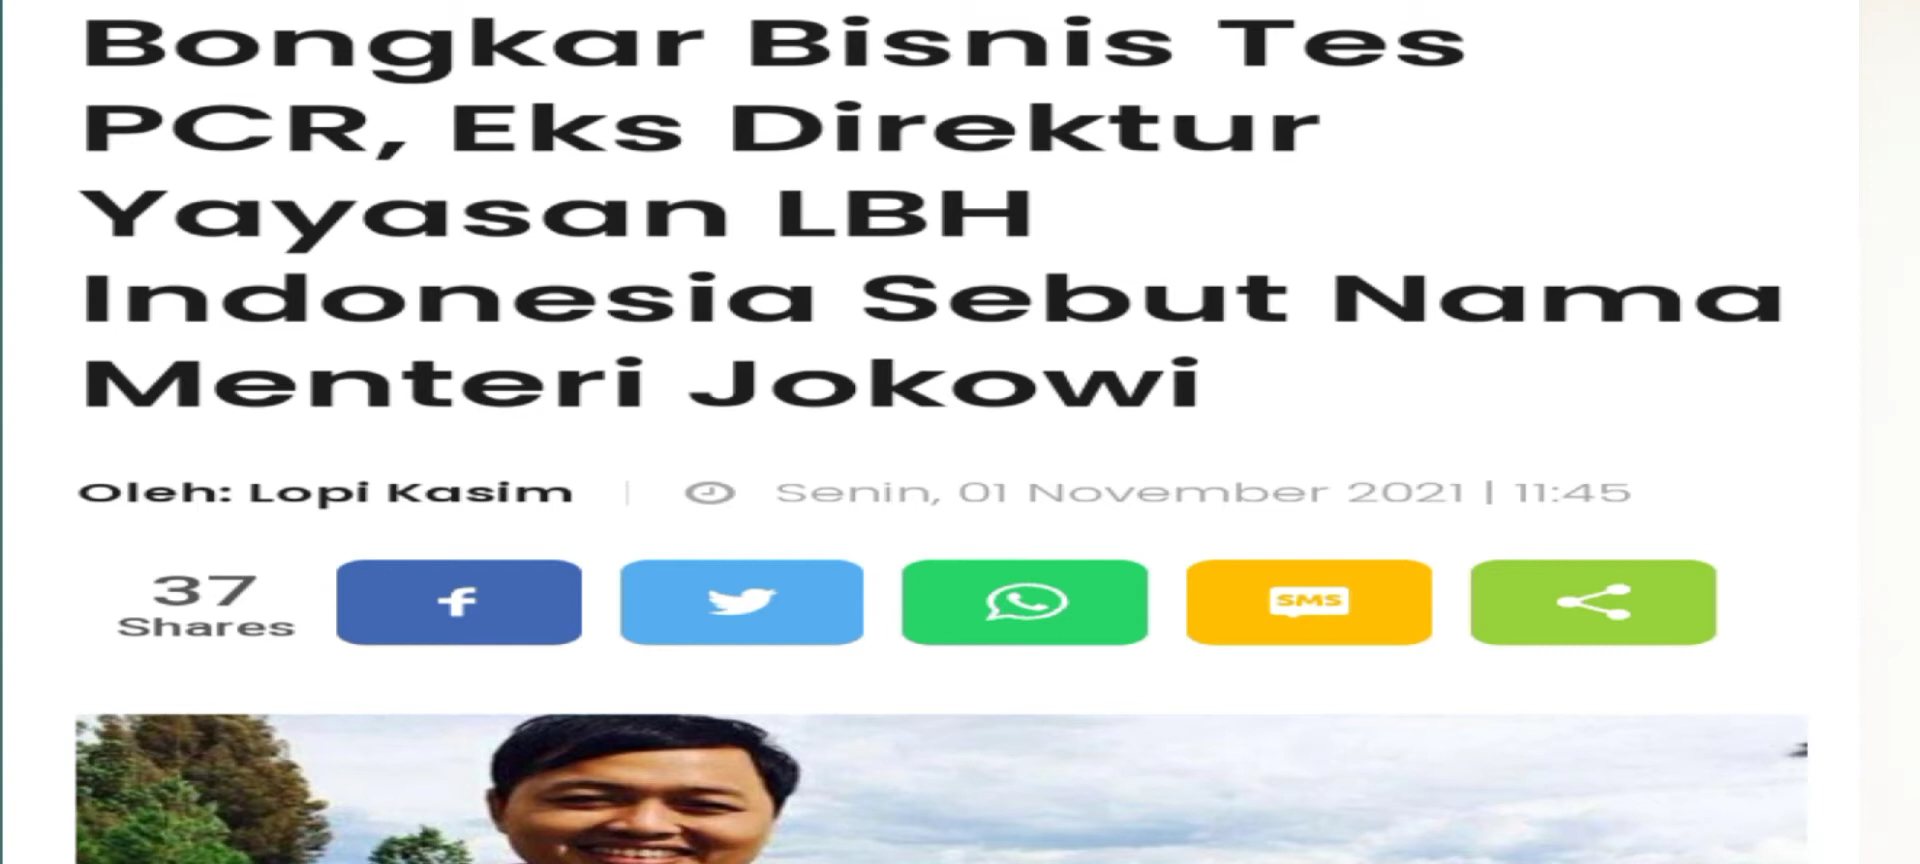 Bongkar Bisnis Tes
PCR, Eks Direktur
Yayasan LBH
Indonesia Sebut Nama
Menteri Jokowi
Oleh: Lopi Kasim | Senin, 01 November 2021 | 11:45
37
Shares
SMS